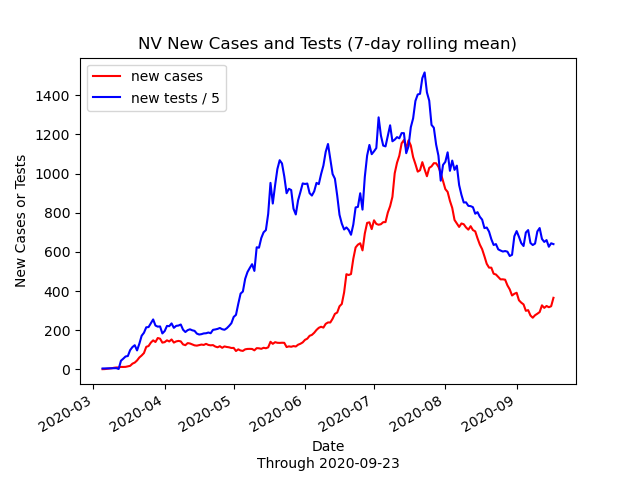 NV New Cases and Tests (7-day rolling mean)
new cases
new tests / 5
New Cases or Tests
1400
1200
1000
800
600
400
200
0
2020-03
2020-04
2020-05
2020-06
2020-07
2020-08
2020-09
Date
Through 2020-09-23